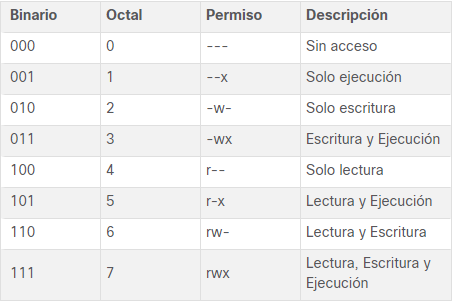 Binario Octal Permiso Descripción
000 0 --- Sin acceso
001 1 --x Solo ejecución
010 2 -w- Solo escritura
011 3 -wx Escritura y Ejecución
100 4 r-- Solo lectura
101 5 r-x Lectura y Ejecución
110 6 rw- Lectura y Escritura
111 7 rwx Lectura, Escritura y
Ejecución